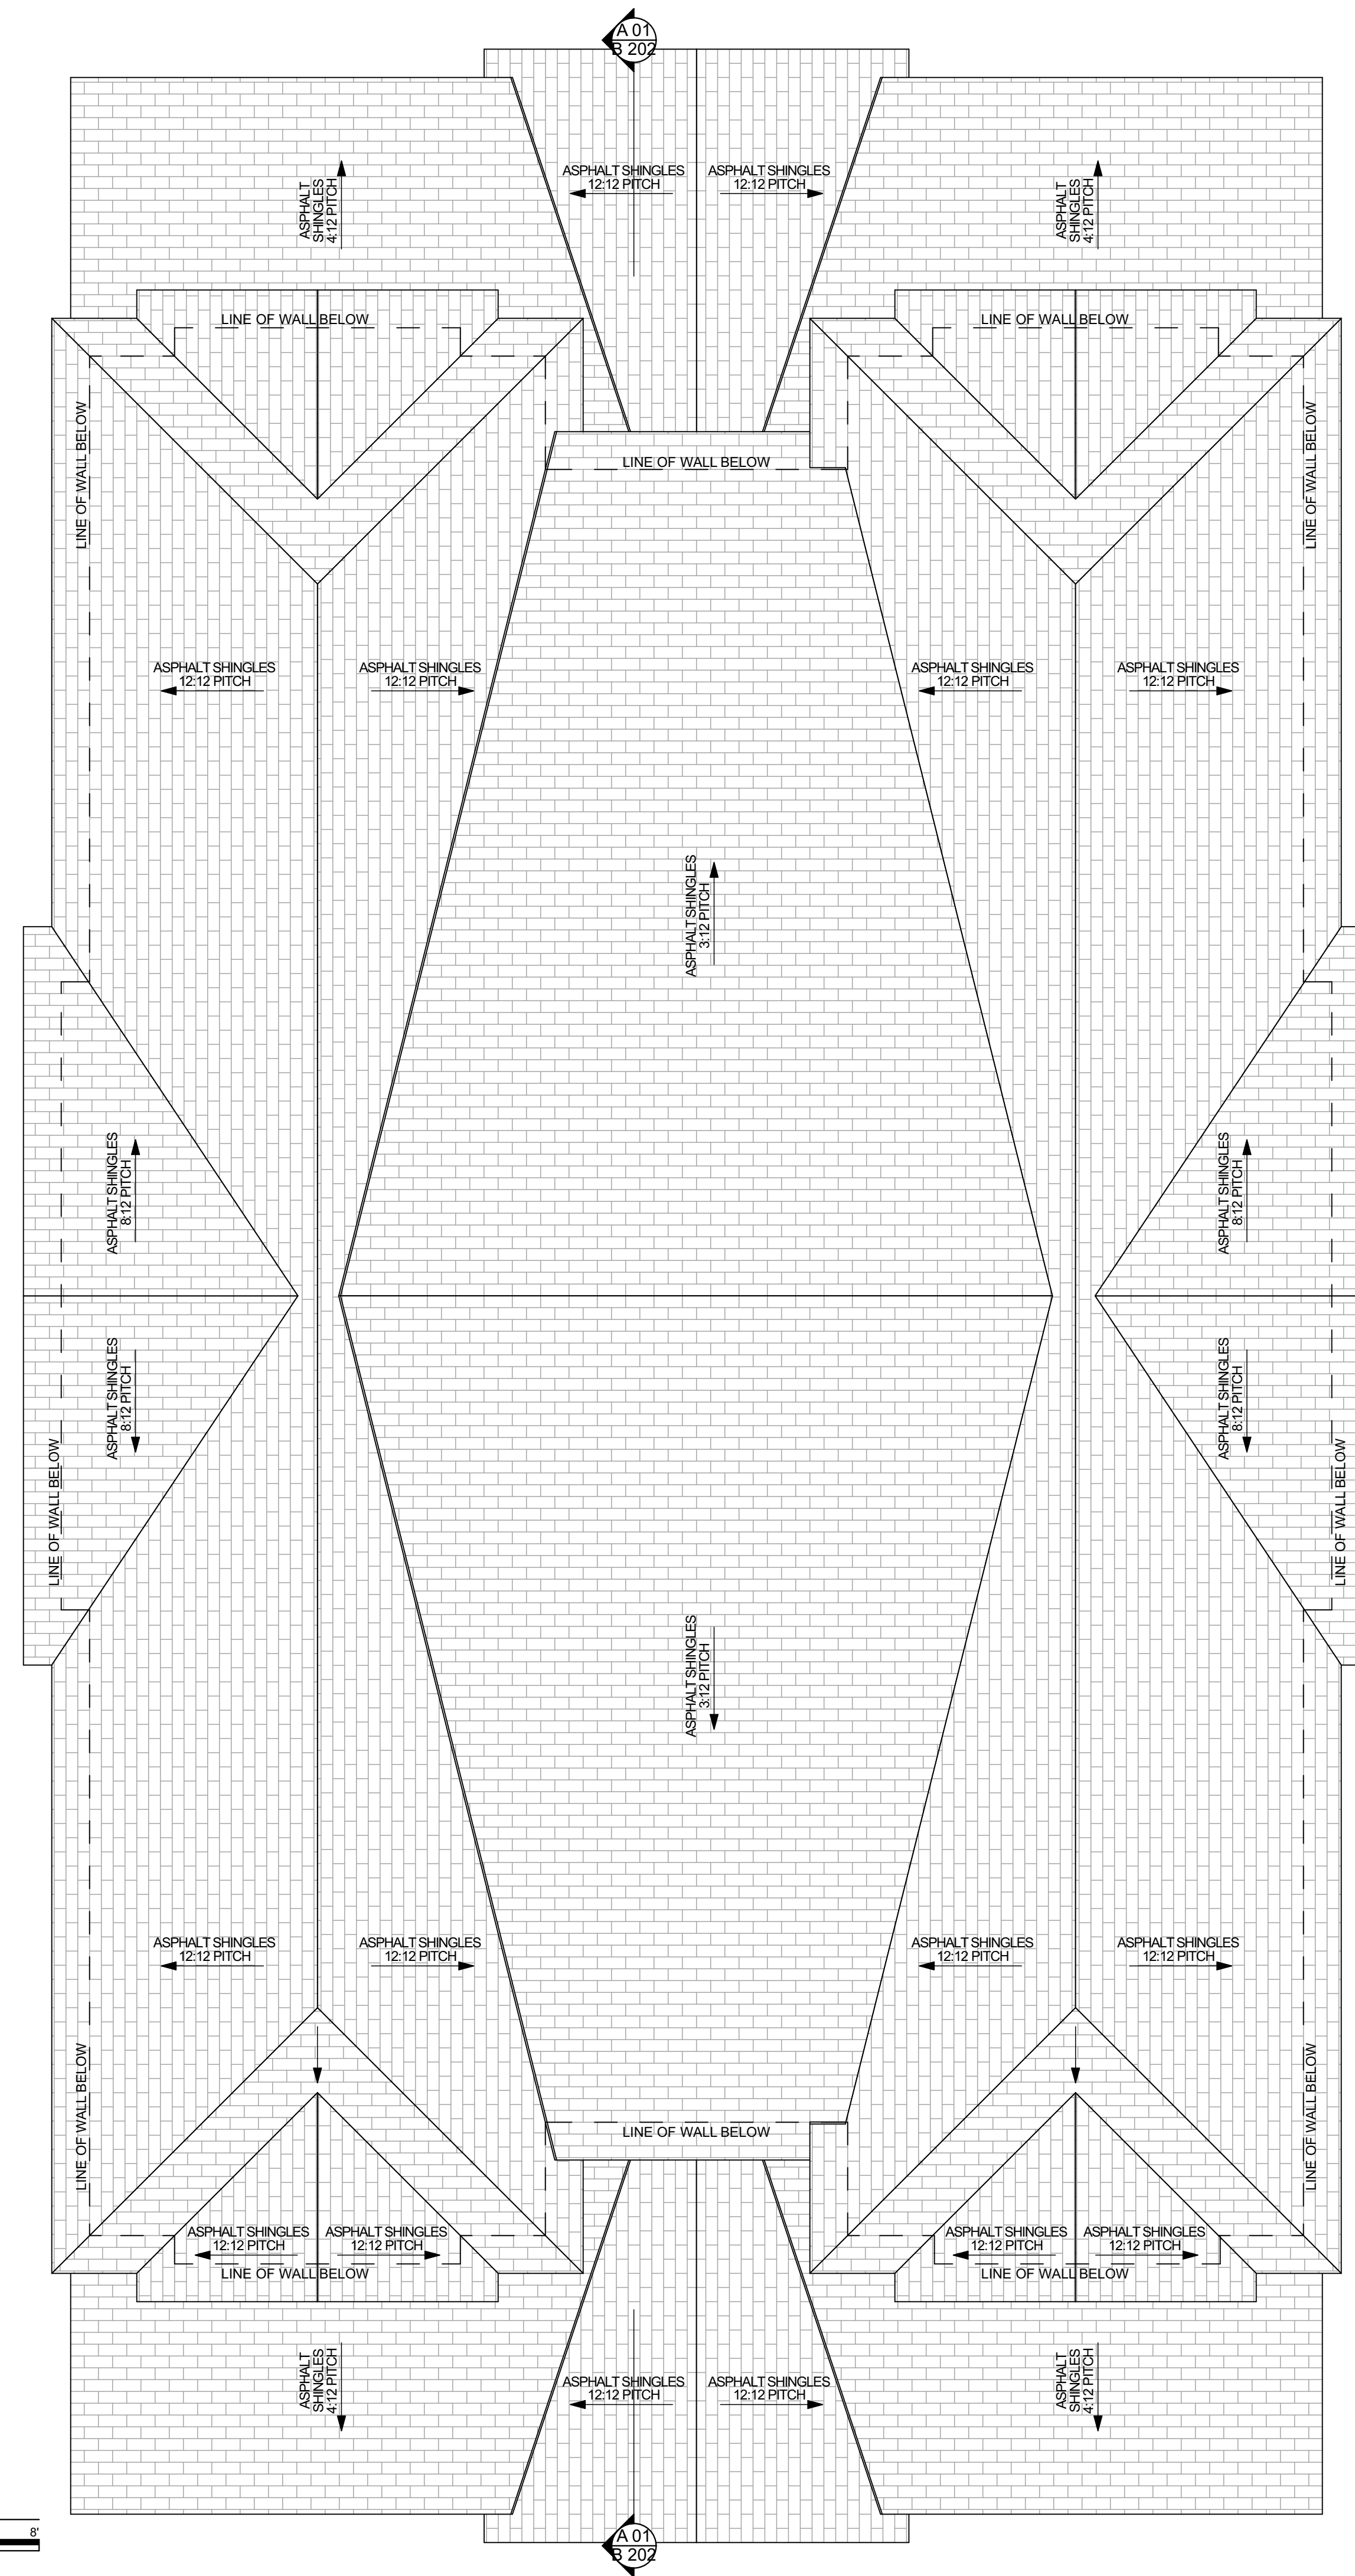 A 01
B 202
ASPHALT SHINGLES
12:12 PITCH
ASPHALT SHINGLES
12:12 PITCH
ASPHALT
SHINGLES
4:12 PITCH
ASPHALT
SHINGLES
4:12 PITCH
LINE OF WALL BELOW
LINE OF WALL BELOW
LINE OF WALL BELOW
LINE OF WALL BELOW
LINE OF WALL BELOW
ASPHALT SHINGLES
12:12 PITCH
ASPHALT SHINGLES
12:12 PITCH
ASPHALT SHINGLES
12:12 PITCH
ASPHALT SHINGLES
12:12 PITCH
ASPHALT SHINGLES
3:12 PITCH
ASPHALT SHINGLES
8:12 PITCH
ASPHALT SHINGLES
8:12 PITCH
ASPHALT SHINGLES
8:12 PITCH
ASPHALT SHINGLES
8:12 PITCH
LINE OF WALL BELOW
LINE OF WALL BELOW
ASPHALT SHINGLES
3:12 PITCH
ASPHALT SHINGLES
12:12 PITCH
ASPHALT SHINGLES
12:12 PITCH
ASPHALT SHINGLES
12:12 PITCH
ASPHALT SHINGLES
12:12 PITCH
LINE OF WALL BELOW
LINE OF WALL BELOW
LINE OF WALL BELOW
ASPHALT SHINGLES
12:12 PITCH
ASPHALT SHINGLES
12:12 PITCH
LINE OF WALL BELOW
ASPHALT SHINGLES
12:12 PITCH
ASPHALT SHINGLES
12:12 PITCH
LINE OF WALL BELOW
ASPHALT
SHINGLES
4:12 PITCH
ASPHALT SHINGLES
12:12 PITCH
ASPHALT SHINGLES
12:12 PITCH
ASPHALT
SHINGLES
4:12 PITCH
8'
A 01
B 202